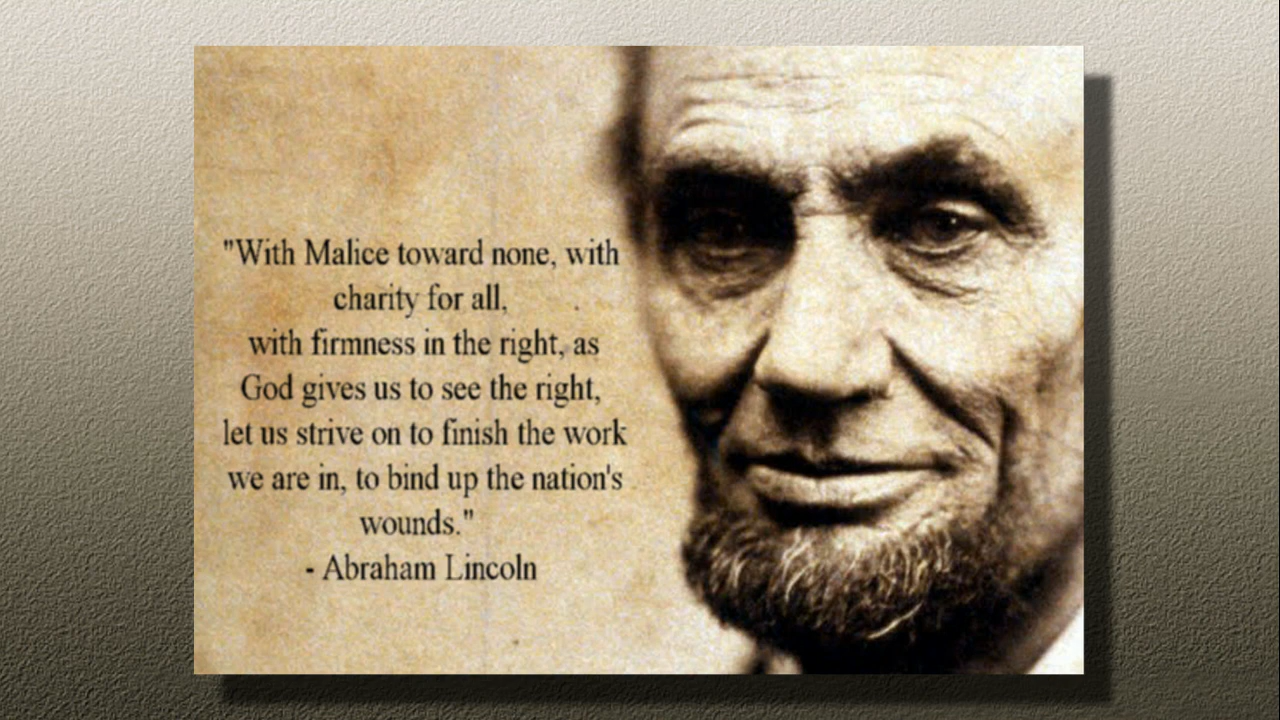 "With Malice toward none, with
charity for all,
with firmness in the right, as
God gives us to see the right,
let us strive on to finish the work
we are in, to bind up the nation's
wounds."
- Abraham Lincoln